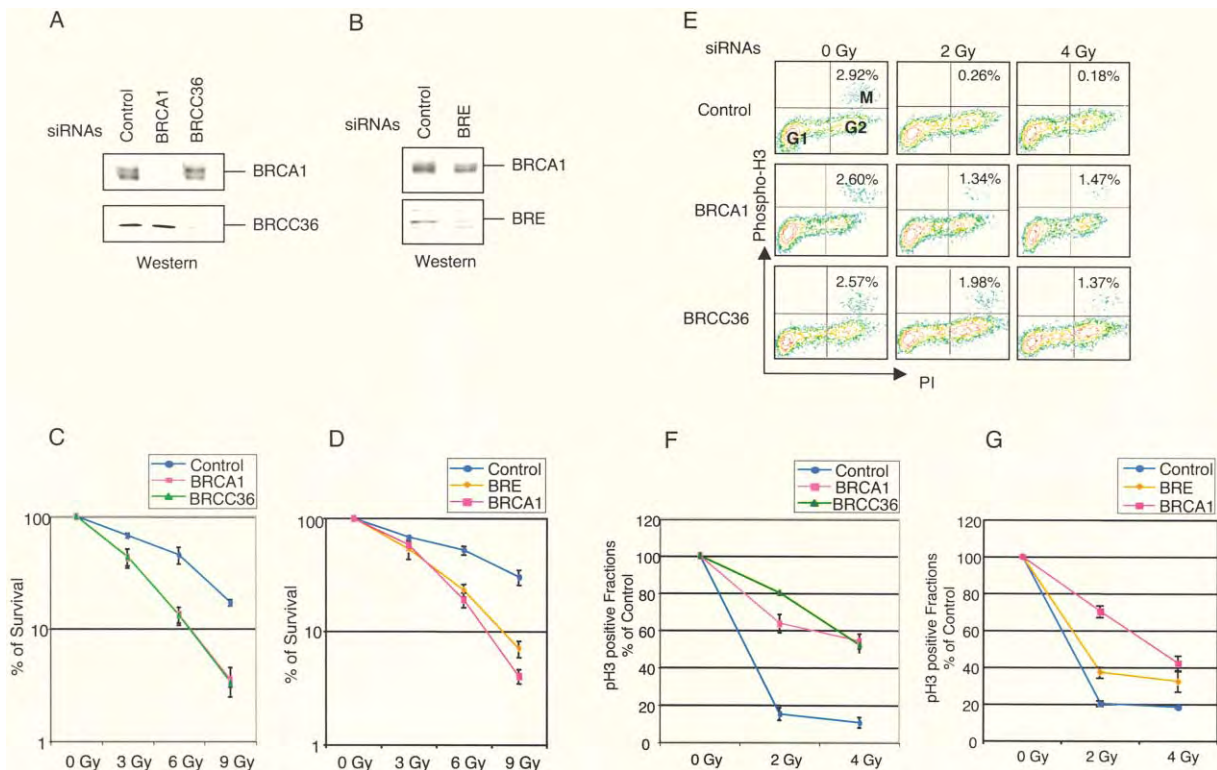 A
siRNAs
Control
BRCA1
BRCC36
BRCA1
BRCC36
Western
B
siRNAs
Control
BRE
BRCA1
BRE
Western
E
siRNAs
0 Gy
2 Gy
4 Gy
Control
2.92%
M
G1
G2
0.26%
0.18%
BRCA1
2.60%
1.34%
1.47%
BRCC36
2.57%
1.98%
1.37%
Phospho-H3
PI
C
Control
BRCA1
BRCC36
% of Survival
100
10
1
0 Gy 3 Gy 6 Gy 9 Gy
D
Control
BRE
BRCA1
% of Survival
100
10
1
0 Gy 3 Gy 6 Gy 9 Gy
F
Control
BRCA1
BRCC36
pH3 positive Fractions
% of Control
120
100
80
60
40
20
0
0 Gy 2 Gy 4 Gy
G
Control
BRE
BRCA1
pH3 positive Fractions
% of Control
120
100
80
60
40
20
0
0 Gy 2 Gy 4 Gy